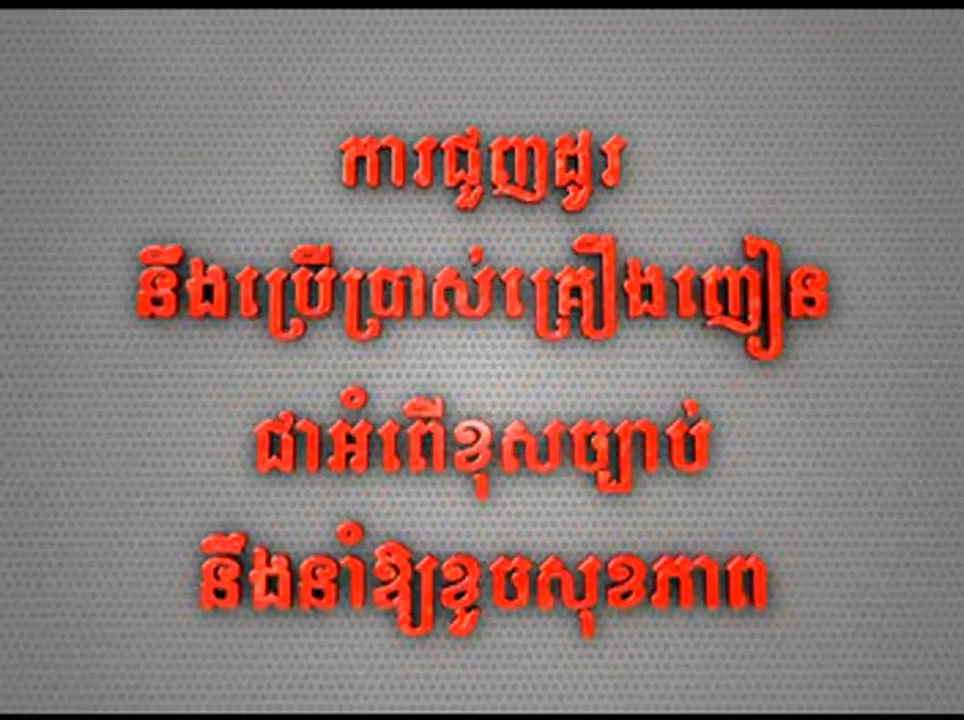 ការជួញដូរ
នឹងប្រើប្រាស់គ្រឿងញៀន
ជាអំពើខុសច្បាប់
នឹងនាំឱ្យខូចសុខភាព